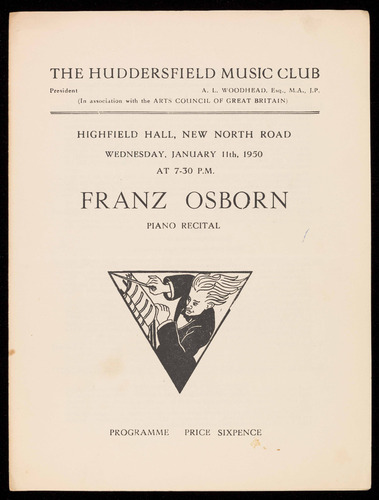 THE HUDDERSFIELD MUSIC CLUB
President A. L. WOODHEAD, Esq., M.A., J.P.
(In association with the ARTS COUNCIL OF GREAT BRITAIN)
HIGHFIELD HALL, NEW NORTH ROAD
WEDNESDAY, JANUARY 11th, 1950
AT 7-30 P.M.
FRANZ OSBORN
PIANO RECITAL
PROGRAMME PRICE SIXPENCE